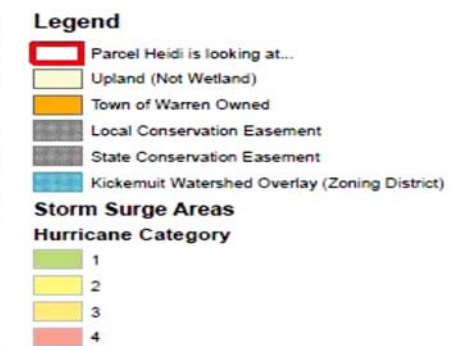 Legend
Parcel Heidi is looking at...
Upland (Not Wetland)
Town of Warren Owned
Local Conservation Easement
State Conservation Easement
Kickemuit Watershed Overlay (Zoning District)
Storm Surge Areas
Hurricane Category
1
2
3
4